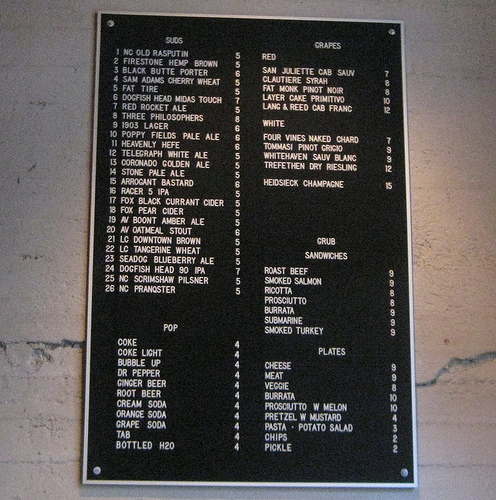 SUDS
1 NC OLD RASPUTIN 5
2 FIRESTONE HEMP BROWN 5
3 BLACK BUTTE PORTER 6
4 SAM ADAMS CHERRY WHEAT 5
5 FAT TIRE 5
6 DOGFISH HEAD MIDAS TOUCH 7
7 RED ROCKET ALE 5
8 THREE PHILOSOPHERS 8
9 1903 LAGER 6
10 POPPY FIELDS PALE ALE 6
11 HEAVENLY HEFE 6
12 TELEGRAPH WHITE ALE 5
13 CORONADO GOLDEN ALE 5
14 STONE PALE ALE 5
15 ARROGANT BASTARD 6
16 RACER 5 IPA 5
17 FOX BLACK CURRANT CIDER 5
18 FOX PEAR CIDER 5
19 AV BOONT AMBER ALE 5
20 AV OATMEAL STOUT 6
21 LC DOWNTOWN BROWN 5
22 LC TANGERINE WHEAT 5
23 SEADOG BLUEBERRY ALE 5
24 DOGFISH HEAD 90 IPA 7
25 NC SCRIMSHAW PILSNER 5
26 NC PRANQSTER 5
POP
COKE 4
COKE LIGHT 4
BUBBLE UP 4
DR PEPPER 4
GINGER BEER 4
ROOT BEER 4
CREAM SODA 4
ORANGE SODA 4
GRAPE SODA 4
TAB 4
BOTTLED H2O 4
GRAPES
RED
SAN JULIETTE CAB SAUV 7
CLAUTIERE SYRAH 8
FAT MONK PINOT NOIR 8
LAYER CAKE PRIMITIVO 10
LANG & REED CAB FRANC 12
WHITE
FOUR VINES NAKED CHARD 7
TOMMASI PINOT GRIGIO 9
WHITEHAVEN SAUV BLANC 9
TREFETHEN DRY RIESLING 12
HEIDSIECK CHAMPAGNE 15
GRUB
SANDWICHES
ROAST BEEF 9
SMOKED SALMON 9
RICOTTA 8
PROSCIUTTO 8
BURRATA 9
SUBMARINE 9
SMOKED TURKEY 9
PLATES
CHEESE 9
MEAT 9
VEGGIE 8
BURRATA 10
PROSCIUTTO W MELON 10
PRETZEL W MUSTARD 4
PASTA · POTATO SALAD 3
CHIPS 2
PICKLE 2